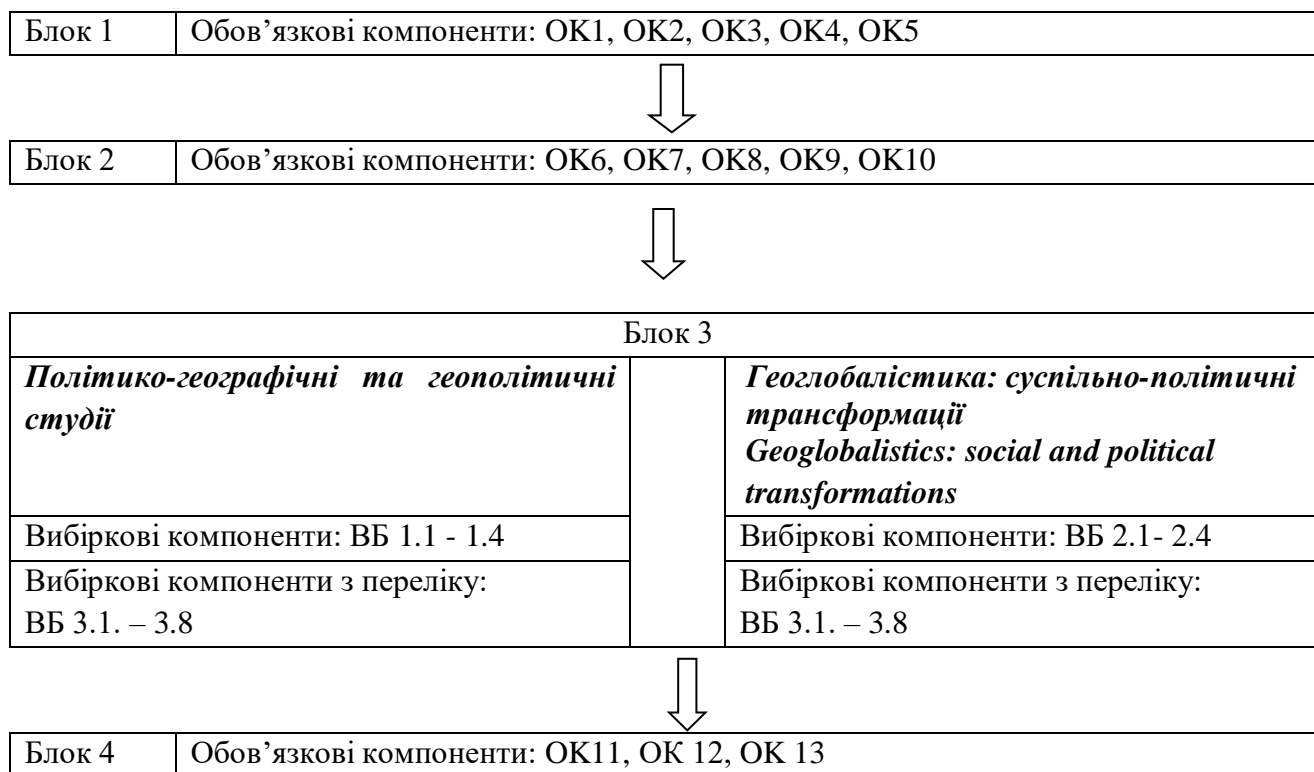 Блок 1 Обов’язкові компоненти: ОК1, ОК2, ОК3, ОК4, ОК5
Блок 2 Обов’язкові компоненти: ОК6, ОК7, ОК8, ОК9, ОК10
Блок 3
Політико-географічні та геополітичні
студії
Вибіркові компоненти: ВБ 1.1 - 1.4
Вибіркові компоненти з переліку:
ВБ 3.1. – 3.8
Геоглобалістика: суспільно-політичні
трансформації
Geoglobalistics: social and political
transformations
Вибіркові компоненти: ВБ 2.1- 2.4
Вибіркові компоненти з переліку:
ВБ 3.1. – 3.8
Блок 4 Обов’язкові компоненти: ОК11, ОК 12, ОК 13